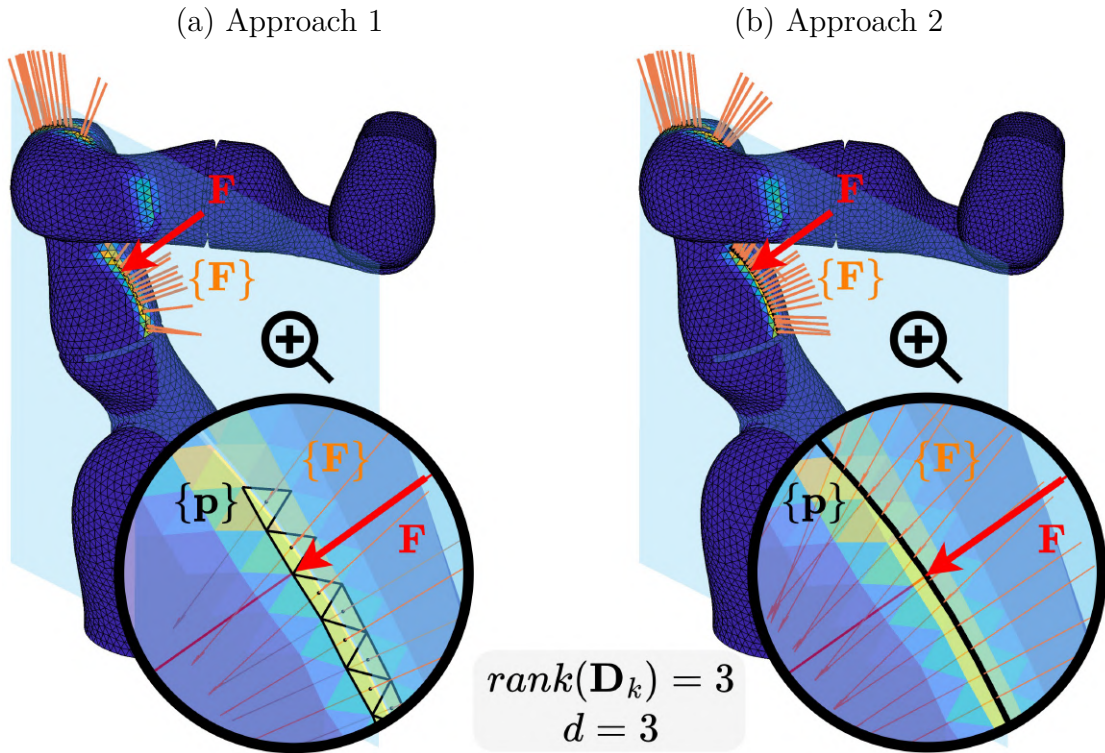 (a) Approach 1
(b) Approach 2
F
{F}
{F}
{p}
F
F
{F}
{F}
{p}
F
rank(D_k) = 3
d = 3